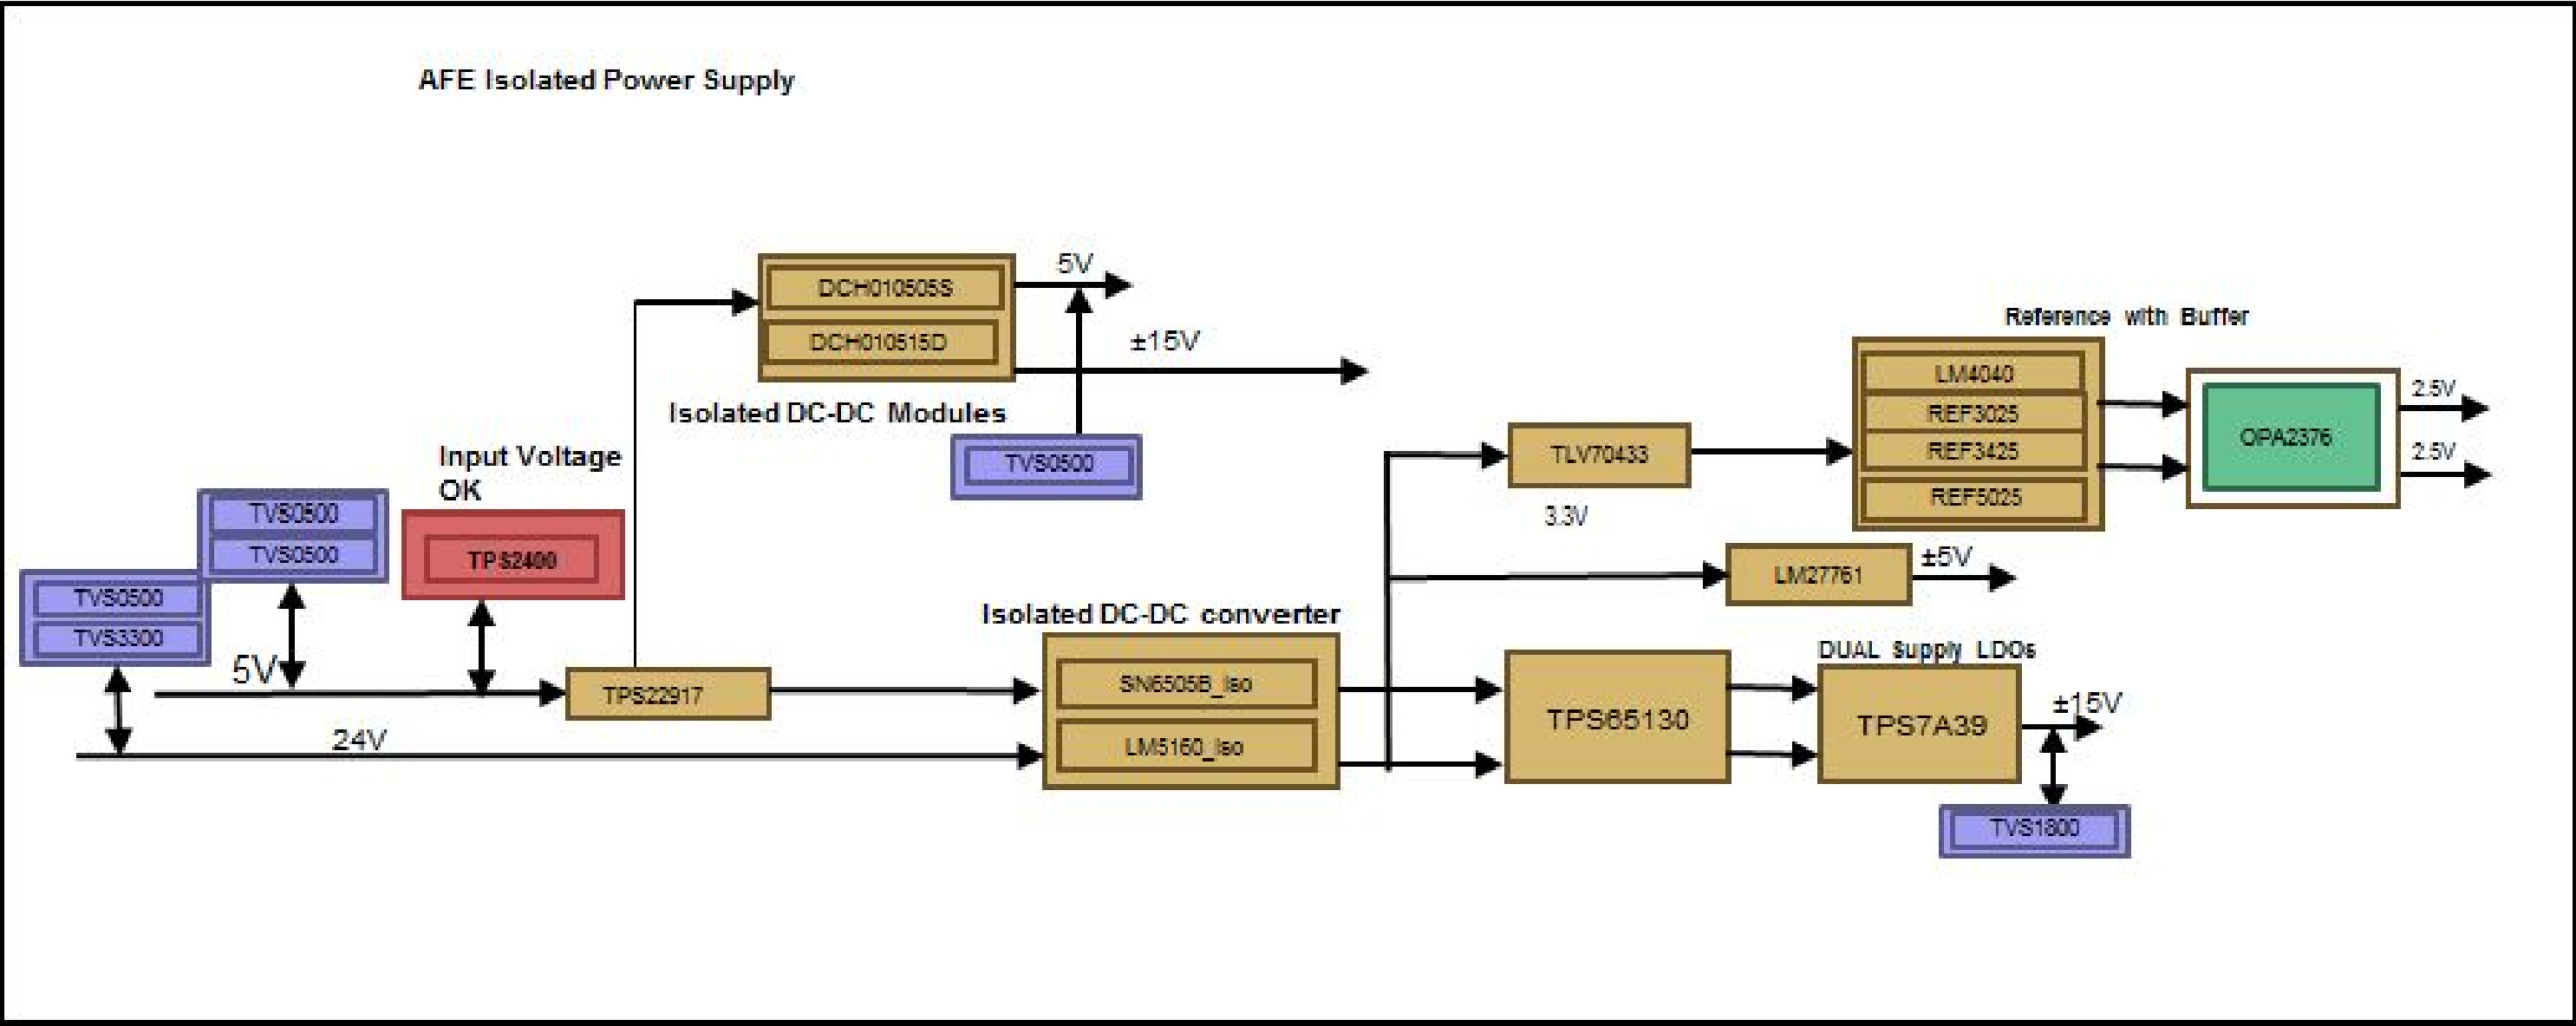 AFE Isolated Power Supply
DCH010505S
DCH010515D
5V
±15V
Isolated DC-DC Modules
TVS0500
Input Voltage
OK
TPS2400
TVS0500
TVS0500
TVS0500
TVS3300
5V
24V
TPS22917
Isolated DC-DC converter
SN6505B_Iso
LM5160_Iso
TLV70433
3.3V
Reference with Buffer
LM4040
REF3025
REF3425
REF5025
OPA2376
2.5V
2.5V
LM27761
±5V
TPS65130
DUAL Supply LDOs
TPS7A39
±15V
TVS1800